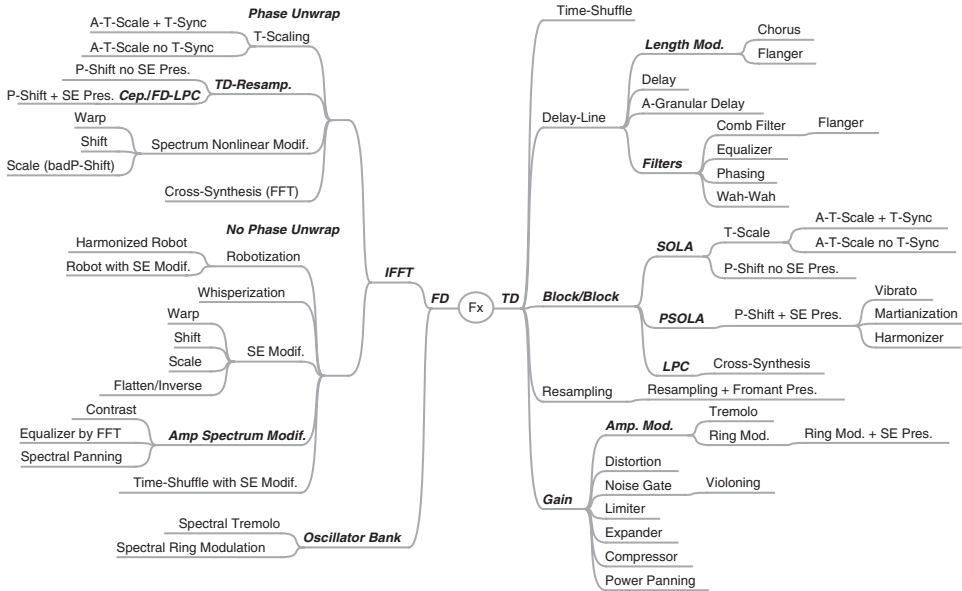 Phase Unwrap
A-T-Scale + T-Sync
T-Scaling
A-T-Scale no T-Sync
P-Shift no SE Pres.
TD-Resamp.
P-Shift + SE Pres. Cep./FD-LPC
Warp
Shift
Spectrum Nonlinear Modif.
Scale (badP-Shift)
Cross-Synthesis (FFT)
No Phase Unwrap
Harmonized Robot
Robotization
Robot with SE Modif.
Whisperization
Warp
Shift
SE Modif.
Scale
Flatten/Inverse
Contrast
Equalizer by FFT
Amp Spectrum Modif.
Spectral Panning
Time-Shuffle with SE Modif.
Spectral Tremolo
Oscillator Bank
Spectral Ring Modulation
IFFT
FD
Fx
TD
Time-Shuffle
Delay-Line
Length Mod.
Chorus
Flanger
Delay
A-Granular Delay
Filters
Comb Filter
Flanger
Equalizer
Phasing
Wah-Wah
Block/Block
SOLA
T-Scale
A-T-Scale + T-Sync
A-T-Scale no T-Sync
P-Shift no SE Pres.
PSOLA
P-Shift + SE Pres.
Vibrato
Martianization
Harmonizer
LPC
Cross-Synthesis
Resampling
Resampling + Fromant Pres.
Gain
Amp. Mod.
Tremolo
Ring Mod.
Ring Mod. + SE Pres.
Distortion
Noise Gate
Violoning
Limiter
Expander
Compressor
Power Panning